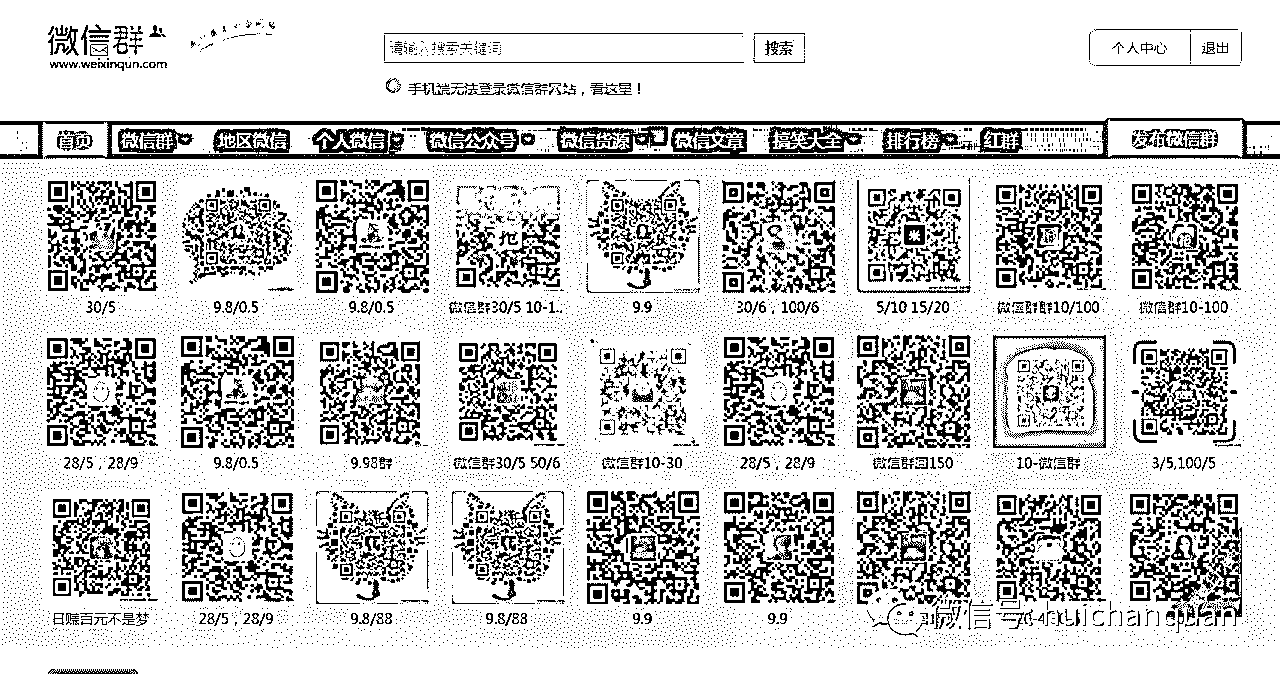 微信群
www.weixinqun.com
请输入搜索关键词
搜索
个人中心 退出
手机端无法登录微信群网站，看这里！
首页 微信群 地区微信 个人微信 微信公众号 微信货源 微信文章 搞笑大全 排行榜 红群 发布微信群
30/5 9.8/0.5 9.8/0.5 微信群30/5 10-1.. 9.9 30/6，100/6 5/10 15/20 微信群群10/100 微信群10-100
28/5，28/9 9.8/0.5 9.98群 微信群30/5 50/6 微信群10-30 28/5，28/9 微信群 150 10-微信群 3/5,100/5
日赚百元不是梦 28/5，28/9 9.8/88 9.8/88 9.9 9.9
微信号: huichanquan